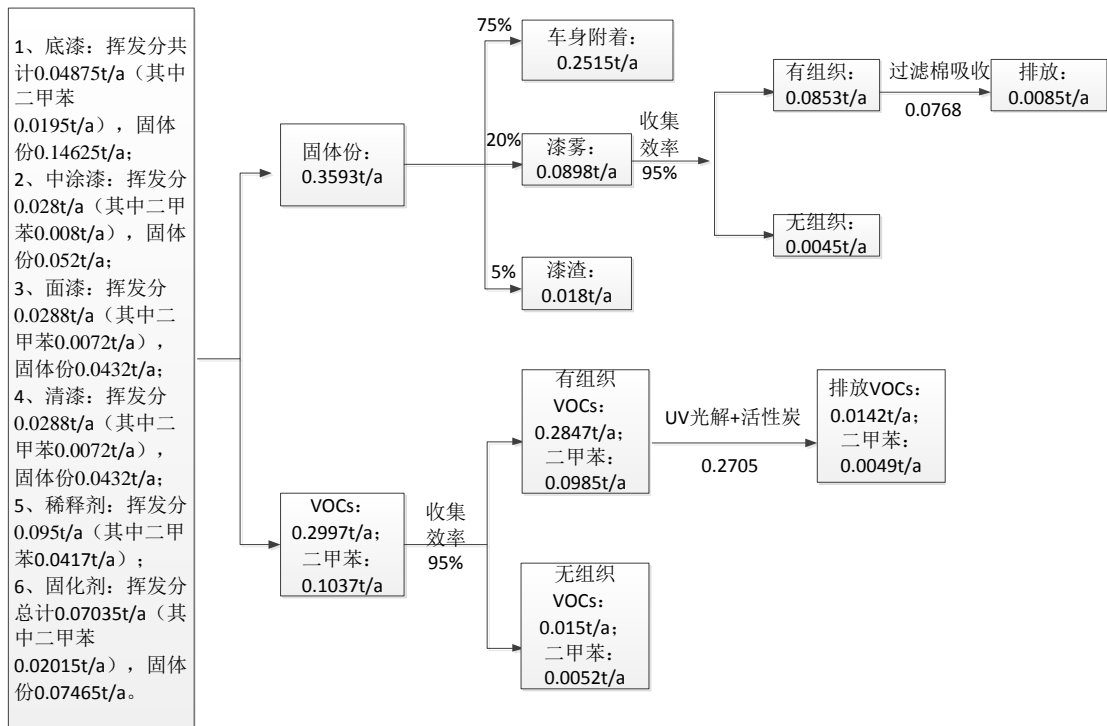 1、底漆：挥发分共
计0.04875t/a（其中
二甲苯
0.0195t/a），固体
份0.14625t/a；
2、中涂漆：挥发分
0.028t/a（其中二甲
苯0.008t/a），固体
份0.052t/a；
3、面漆：挥发分
0.0288t/a（其中二
甲苯0.0072t/a），
固体份0.0432t/a；
4、清漆：挥发分
0.0288t/a（其中二
甲苯0.0072t/a），
固体份0.0432t/a；
5、稀释剂：挥发分
0.095t/a（其中二甲
苯0.0417t/a）；
6、固化剂：挥发分
总计0.07035t/a（其
中二甲苯
0.02015t/a），固体
份0.07465t/a。
固体份：
0.3593t/a
75%
车身附着：
0.2515t/a
20%
漆雾：
0.0898t/a
5%
漆渣：
0.018t/a
收集
效率
95%
有组织：
0.0853t/a
过滤棉吸收
0.0768
排放：
0.0085t/a
无组织：
0.0045t/a
VOCs：
0.2997t/a；
二甲苯：
0.1037t/a
收集
效率
95%
有组织
VOCs：
0.2847t/a；
二甲苯：
0.0985t/a
UV光解+活性炭
0.2705
排放VOCs：
0.0142t/a；
二甲苯：
0.0049t/a
无组织
VOCs：
0.015t/a；
二甲苯：
0.0052t/a